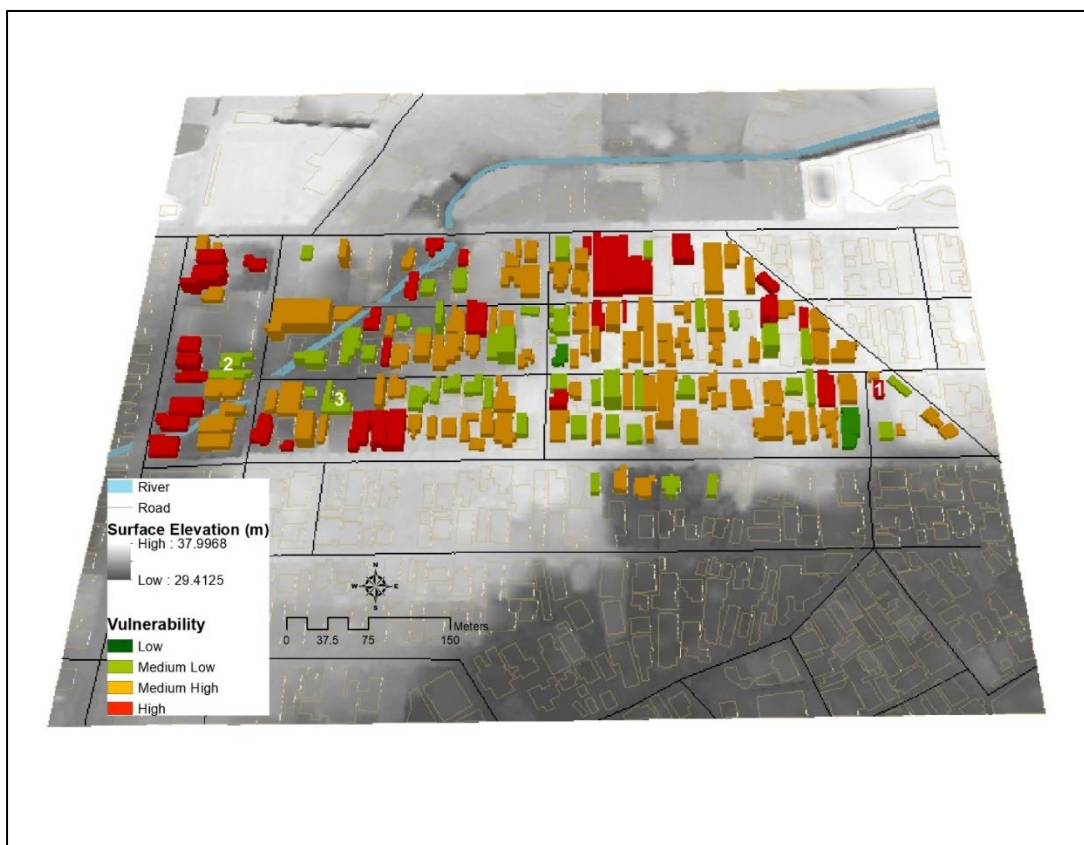 1
2
3
River
Road
Surface Elevation (m)
High : 37.9968
Low : 29.4125
N
W E
S
Meters
0 37.5 75 150
Vulnerability
Low
Medium Low
Medium High
High